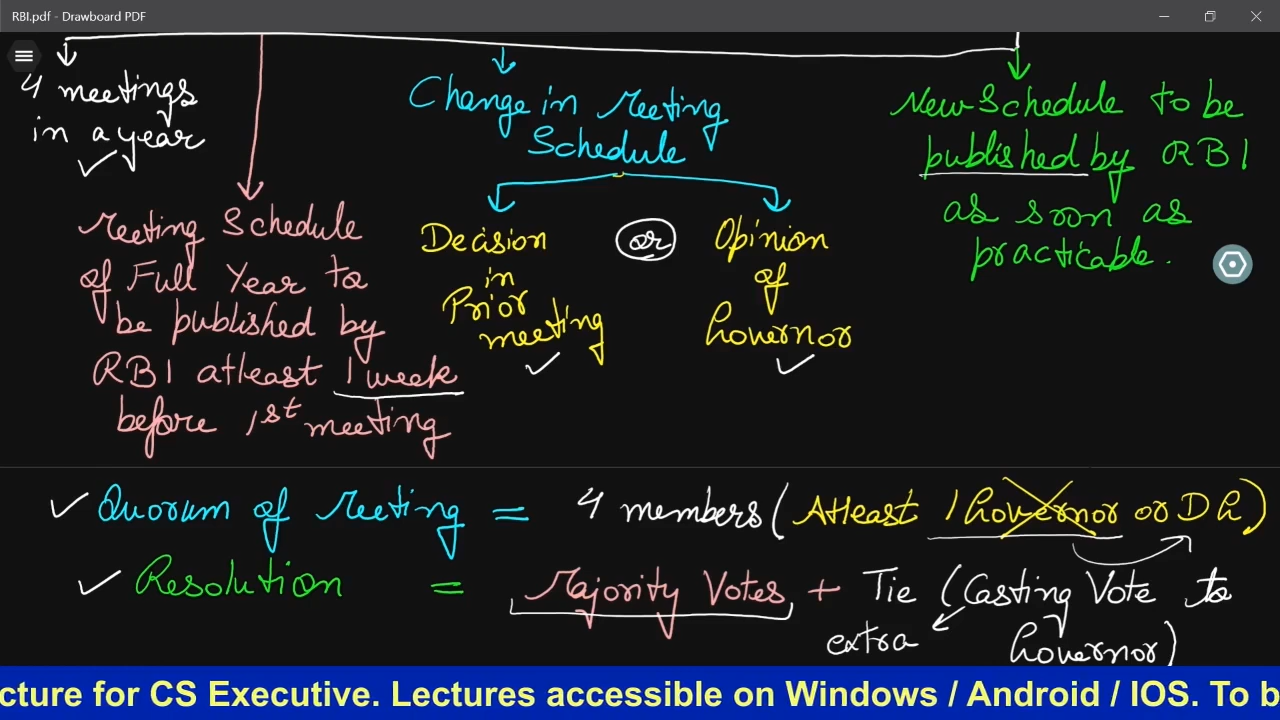 RBI.pdf - Drawboard PDF
4 meetings
in a year
Meeting Schedule
of Full Year to
be published by
RBI atleast 1 week
before 1st meeting
Change in Meeting
Schedule
Decision
in
Prior
meeting
or
Opinion
of
Governor
New Schedule to be
published by RBI
as soon as
practicable.
Quorum of Meeting = 4 members (Atleast 1 Governor or DG)
Resolution = Majority Votes + Tie (Casting Vote to
extra Governor)
cture for CS Executive. Lectures accessible on Windows / Android / IOS. To b